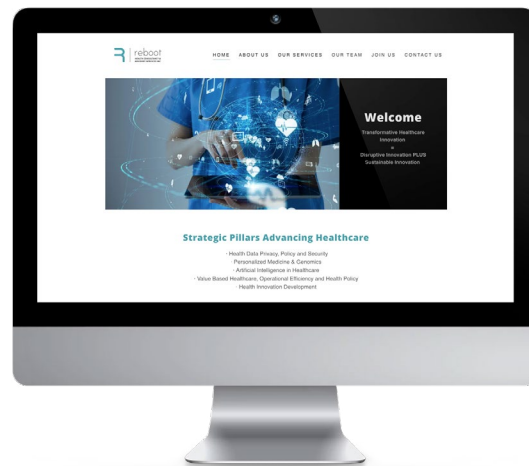 reboot
HOME ABOUT US OUR SERVICES OUR TEAM JOIN US CONTACT US
Welcome
Transformative Healthcare
Innovation
=
Disruptive Innovation PLUS
Sustainable Innovation
Strategic Pillars Advancing Healthcare
- Health Data Privacy, Policy and Security
- Personalized Medicine & Genomics
- Artificial Intelligence in Healthcare
- Value Based Healthcare, Operational Efficiency and Health Policy
Health Innovation Development